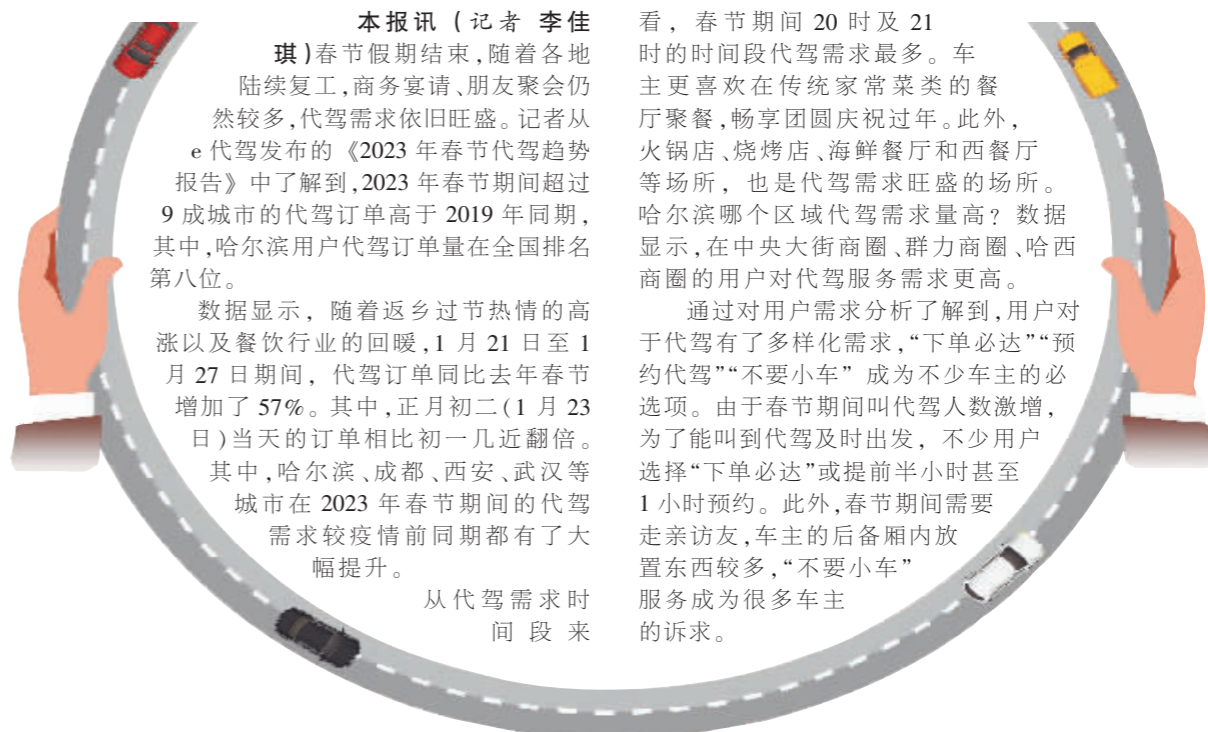 本报讯（记者 李佳
琪）春节假期结束，随着各地
陆续复工，商务宴请、朋友聚会仍
然较多，代驾需求依旧旺盛。记者从
e代驾发布的《2023年春节代驾趋势
报告》中了解到，2023年春节期间超过
9成城市的代驾订单高于2019年同期，
其中，哈尔滨用户代驾订单量在全国排名
第八位。
数据显示，随着返乡过节热情的高
涨以及餐饮行业的回暖，1月21日至1
月27日期间，代驾订单同比去年春节
增加了57%。其中，正月初二（1月23
日）当天的订单相比初一几近翻倍。
其中，哈尔滨、成都、西安、武汉等
城市在2023年春节期间的代驾
需求较疫情前同期都有了大
幅提升。
从代驾需求时
间段来
看，春节期间20时及21
时的时间段代驾需求最多。车
主更喜欢在传统家常菜类的餐
厅聚餐，畅享团圆庆祝过年。此外，
火锅店、烧烤店、海鲜餐厅和西餐厅
等场所，也是代驾需求旺盛的场所。
哈尔滨哪个区域代驾需求量高？数据
显示，在中央大街商圈、群力商圈、哈西
商圈的用户对代驾服务需求更高。
通过对用户需求分析了解到，用户对
于代驾有了多样化需求，“下单必达”“预
约代驾”“不要小车”成为不少车主的必
选项。由于春节期间叫代驾人数激增，
为了能叫到代驾及时出发，不少用户
选择“下单必达”或提前半小时甚至
1小时预约。此外，春节期间需要
走亲访友，车主的后备厢内放
置东西较多，“不要小车”
服务成为很多车主
的诉求。